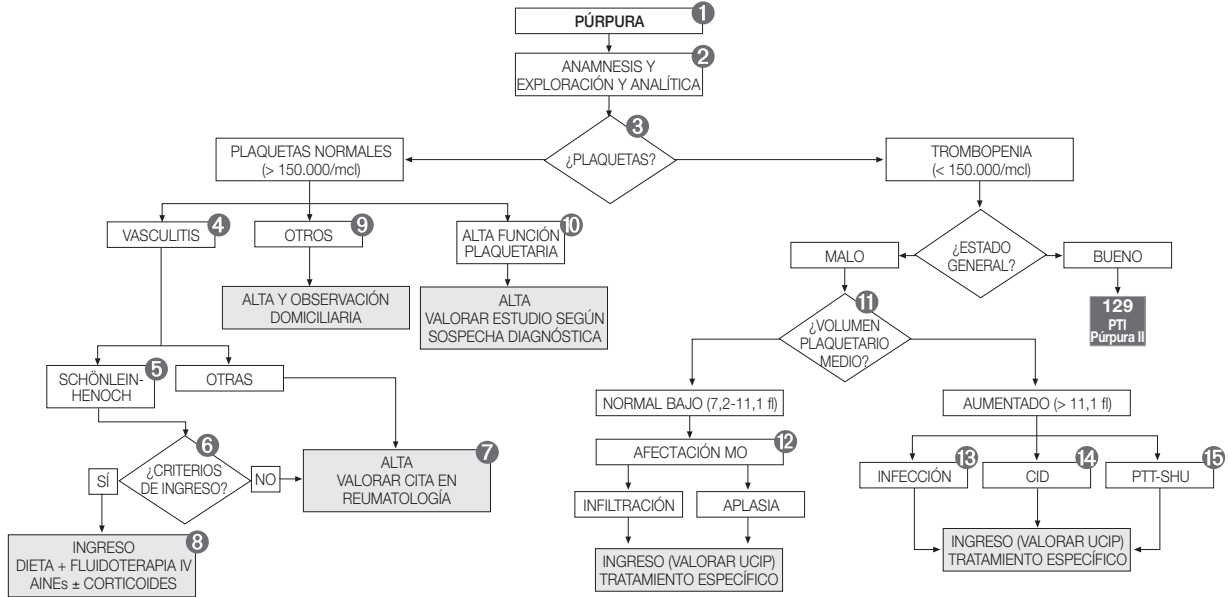 1
PÚRPURA
2
ANAMNESIS Y
EXPLORACIÓN Y ANALÍTICA
3
¿PLAQUETAS?
PLAQUETAS NORMALES
(> 150.000/mcl)
TROMBOPENIA
(< 150.000/mcl)
4
VASCULITIS
9
OTROS
10
ALTA FUNCIÓN
PLAQUETARIA
¿ESTADO
GENERAL?
MALO
BUENO
ALTA Y OBSERVACIÓN
DOMICILIARIA
ALTA
VALORAR ESTUDIO SEGÚN
SOSPECHA DIAGNÓSTICA
11
¿VOLUMEN
PLAQUETARIO
MEDIO?
129
PTI
Púrpura II
5
SCHÖNLEIN-
HENOCH
OTRAS
NORMAL BAJO (7,2-11,1 fl)
AUMENTADO (> 11,1 fl)
6
¿CRITERIOS
DE INGRESO?
SÍ
NO
7
ALTA
VALORAR CITA EN
REUMATOLOGÍA
12
AFECTACIÓN MO
13
INFECCIÓN
14
CID
15
PTT-SHU
INFILTRACIÓN
APLASIA
8
INGRESO
DIETA + FLUIDOTERAPIA IV
AINEs ± CORTICOIDES
INGRESO (VALORAR UCIP)
TRATAMIENTO ESPECÍFICO
INGRESO (VALORAR UCIP)
TRATAMIENTO ESPECÍFICO